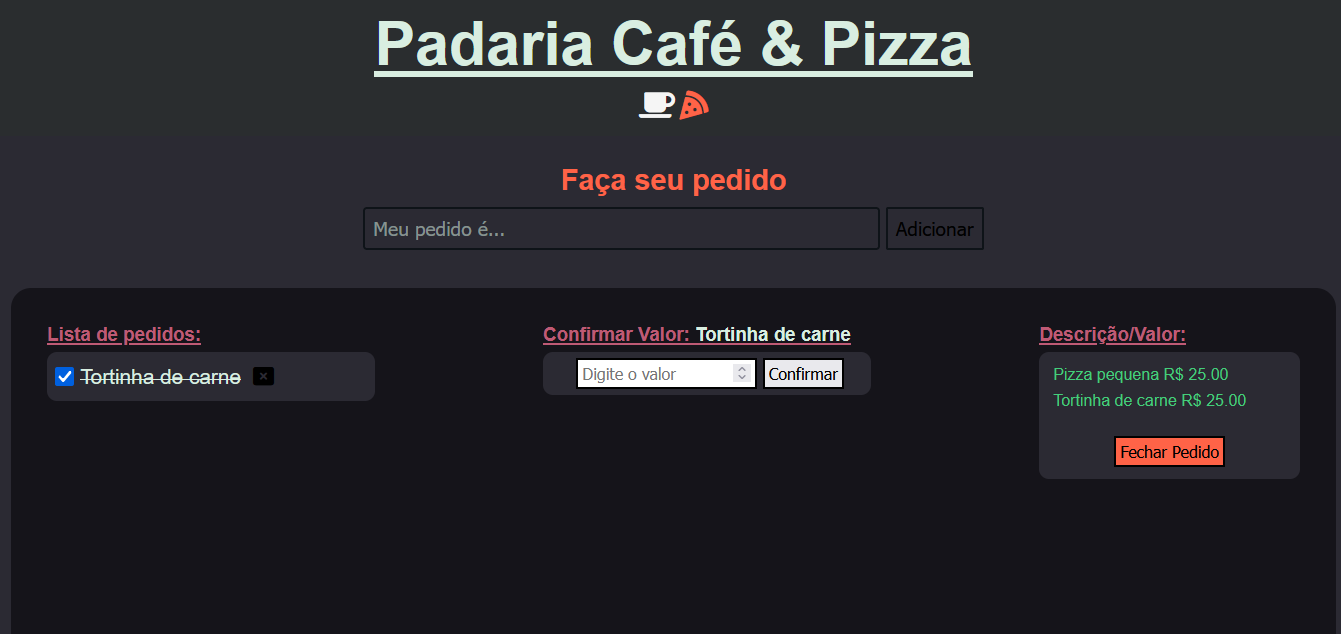 Padaria Café & Pizza
Faça seu pedido
Meu pedido é...
Adicionar
Lista de pedidos:
Tortinha de carne
Confirmar Valor: Tortinha de carne
Digite o valor
Confirmar
Descrição/Valor:
Pizza pequena R$ 25.00
Tortinha de carne R$ 25.00
Fechar Pedido